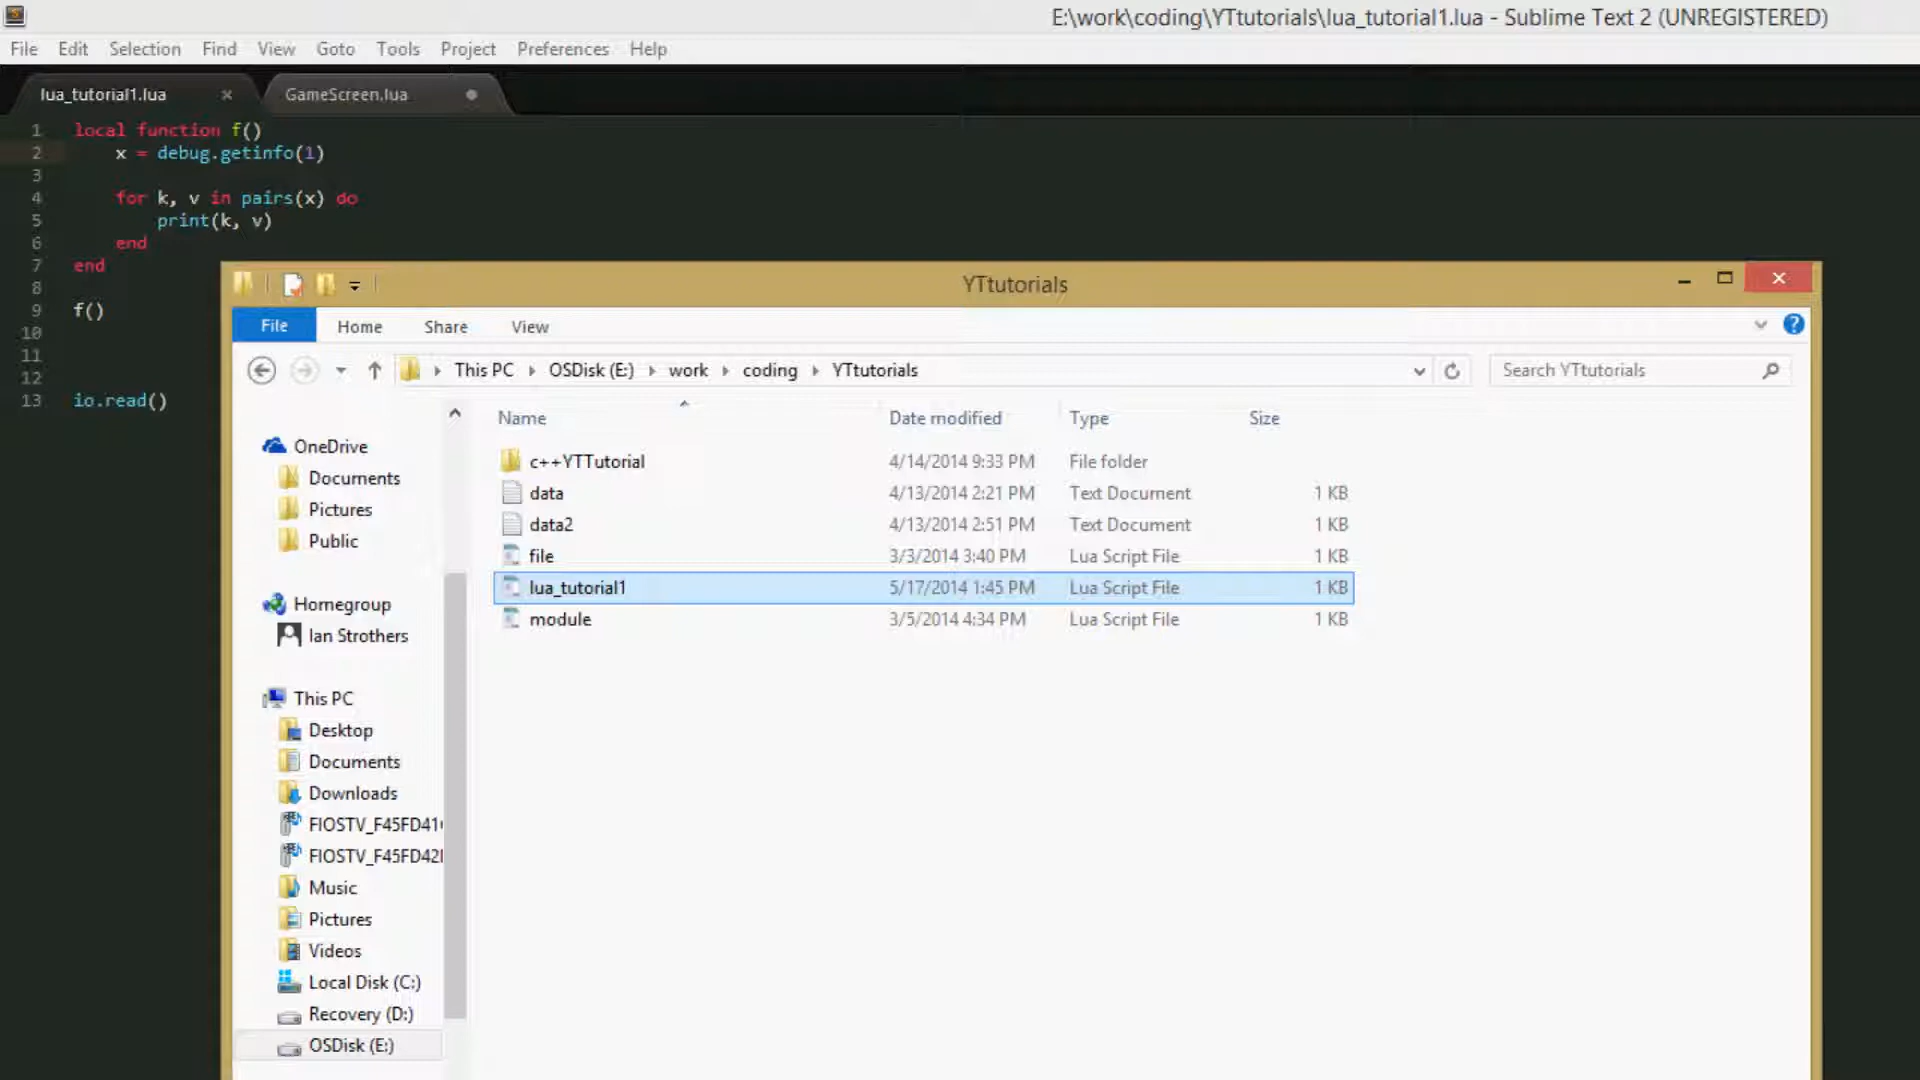 E:\work\coding\YTtutorials\lua_tutorial1.lua - Sublime Text 2 (UNREGISTERED)
File Edit Selection Find View Goto Tools Project Preferences Help
lua_tutorial1.lua × GameScreen.lua
1 local function f()
2 x = debug.getinfo(1)
3
4 for k, v in pairs(x) do
5 print(k, v)
6 end
7 end
8
9 f()
10
11
12
13 io.read()
YTtutorials
File Home Share View
This PC OSDisk (E:) work coding YTtutorials
Search YTtutorials
Name Date modified Type Size
c++YTTutorial 4/14/2014 9:33 PM File folder
data 4/13/2014 2:21 PM Text Document 1 KB
data2 4/13/2014 2:51 PM Text Document 1 KB
file 3/3/2014 3:40 PM Lua Script File 1 KB
lua_tutorial1 5/17/2014 1:45 PM Lua Script File 1 KB
module 3/5/2014 4:34 PM Lua Script File 1 KB
OneDrive
Documents
Pictures
Public
Homegroup
Ian Strothers
This PC
Desktop
Documents
Downloads
FIOSTV_F45FD41
FIOSTV_F45FD42
Music
Pictures
Videos
Local Disk (C:)
Recovery (D:)
OSDisk (E:)